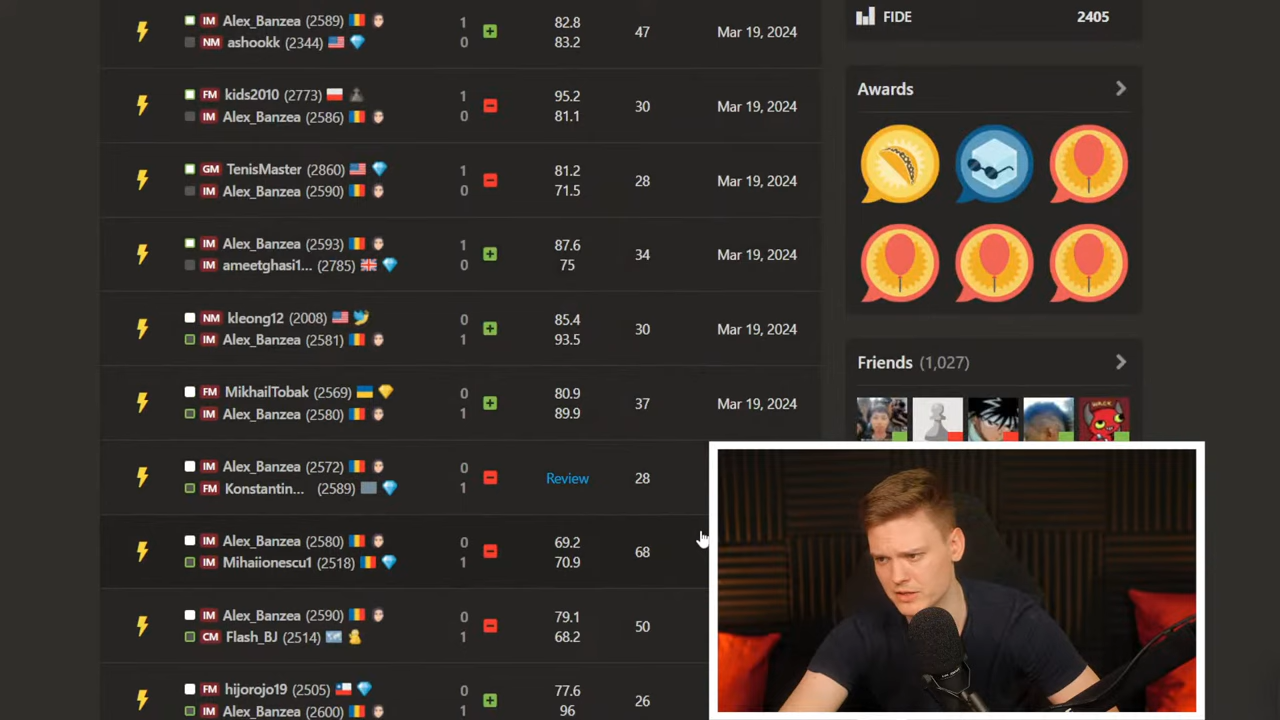 IM Alex_Banzea (2589) 1 82.8 47 Mar 19, 2024
NM ashookk (2344) 0 83.2
FM kids2010 (2773) 1 95.2 30 Mar 19, 2024
IM Alex_Banzea (2586) 0 81.1
GM TenisMaster (2860) 1 81.2 28 Mar 19, 2024
IM Alex_Banzea (2590) 0 71.5
IM Alex_Banzea (2593) 1 87.6 34 Mar 19, 2024
IM ameetghasi1... (2785) 0 75
NM kleong12 (2008) 0 85.4 30 Mar 19, 2024
IM Alex_Banzea (2581) 1 93.5
FM MikhailTobak (2569) 0 80.9 37 Mar 19, 2024
IM Alex_Banzea (2580) 1 89.9
IM Alex_Banzea (2572) 0 Review 28
FM Konstantin... (2589) 1
IM Alex_Banzea (2580) 0 69.2 68
IM Mihaiionescu1 (2518) 1 70.9
IM Alex_Banzea (2590) 0 79.1 50
CM Flash_BJ (2514) 1 68.2
FM hijorojo19 (2505) 0 77.6 26
IM Alex_Banzea (2600) 1 96
FIDE 2405
Awards
Friends (1,027)